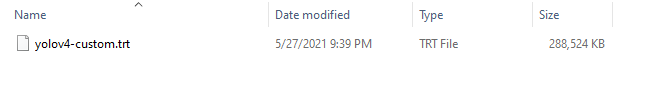 Name Date modified Type Size
yolov4-custom.trt 5/27/2021 9:39 PM TRT File 288,524 KB